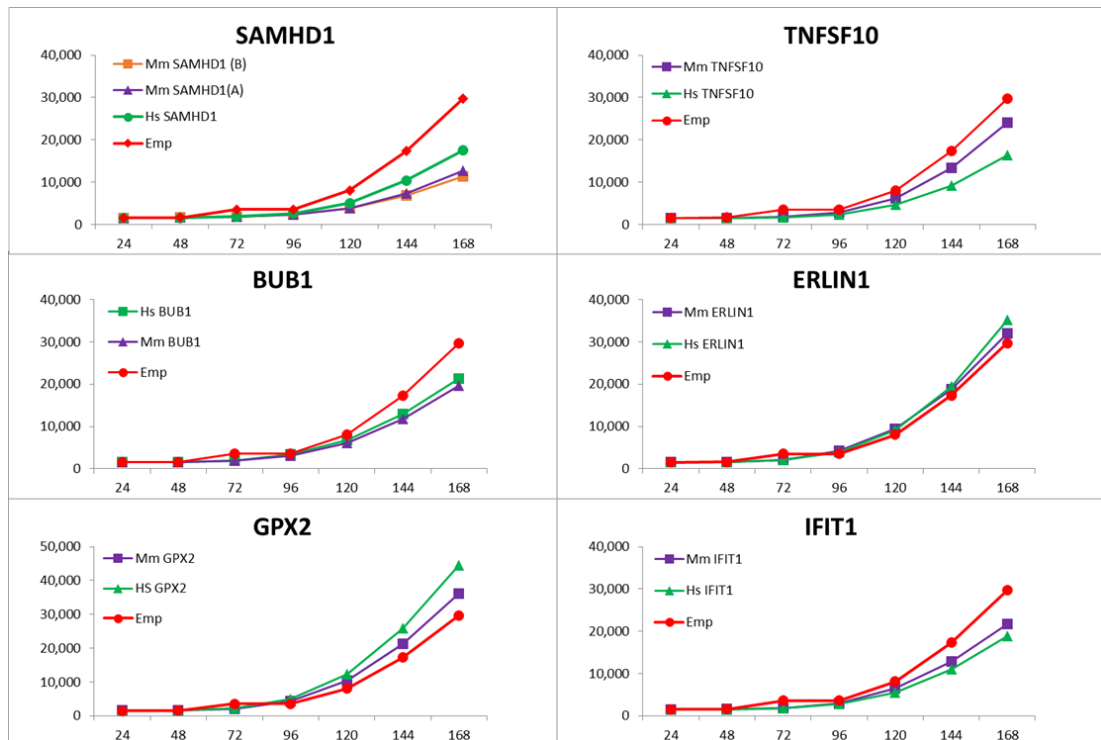 SAMHD1
40,000
30,000
20,000
10,000
0
Mm SAMHD1 (B)
Mm SAMHD1(A)
Hs SAMHD1
Emp
24 48 72 96 120 144 168
TNFSF10
40,000
30,000
20,000
10,000
0
Mm TNFSF10
Hs TNFSF10
Emp
24 48 72 96 120 144 168
BUB1
40,000
30,000
20,000
10,000
0
Hs BUB1
Mm BUB1
Emp
24 48 72 96 120 144 168
ERLIN1
40,000
30,000
20,000
10,000
0
Mm ERLIN1
Hs ERLIN1
Emp
24 48 72 96 120 144 168
GPX2
50,000
40,000
30,000
20,000
10,000
0
Mm GPX2
HS GPX2
Emp
24 48 72 96 120 144 168
IFIT1
40,000
30,000
20,000
10,000
0
Mm IFIT1
Hs IFIT1
Emp
24 48 72 96 120 144 168